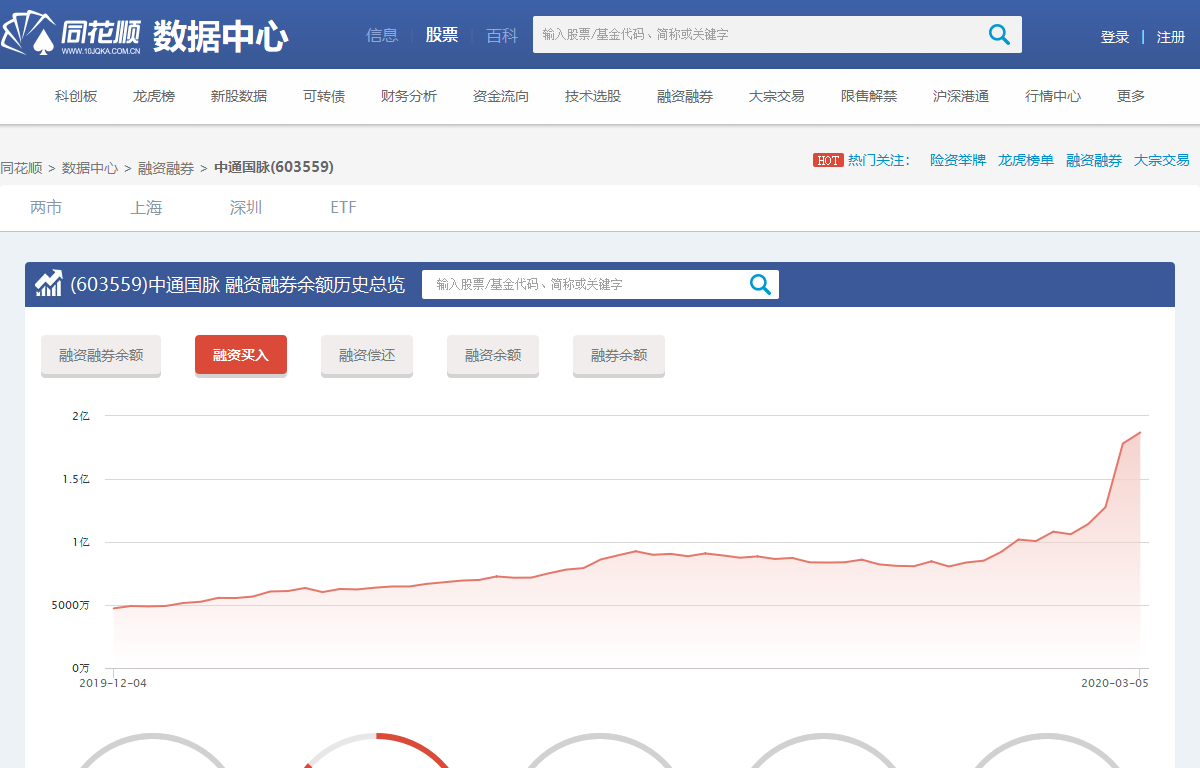 同花顺 数据中心
WWW.10JQKA.COM.CN
信息 股票 百科
输入股票/基金代码、简称或关键字
登录 | 注册
科创板 龙虎榜 新股数据 可转债 财务分析 资金流向 技术选股 融资融券 大宗交易 限售解禁 沪深港通 行情中心 更多
同花顺 > 数据中心 > 融资融券 > 中通国脉(603559)
HOT 热门关注： 险资举牌 龙虎榜单 融资融券 大宗交易
两市 上海 深圳 ETF
(603559)中通国脉 融资融券余额历史总览
输入股票/基金代码、简称或关键字
融资融券余额 融资买入 融资偿还 融资余额 融券余额
2亿
1.5亿
1亿
5000万
0万
2019-12-04 2020-03-05